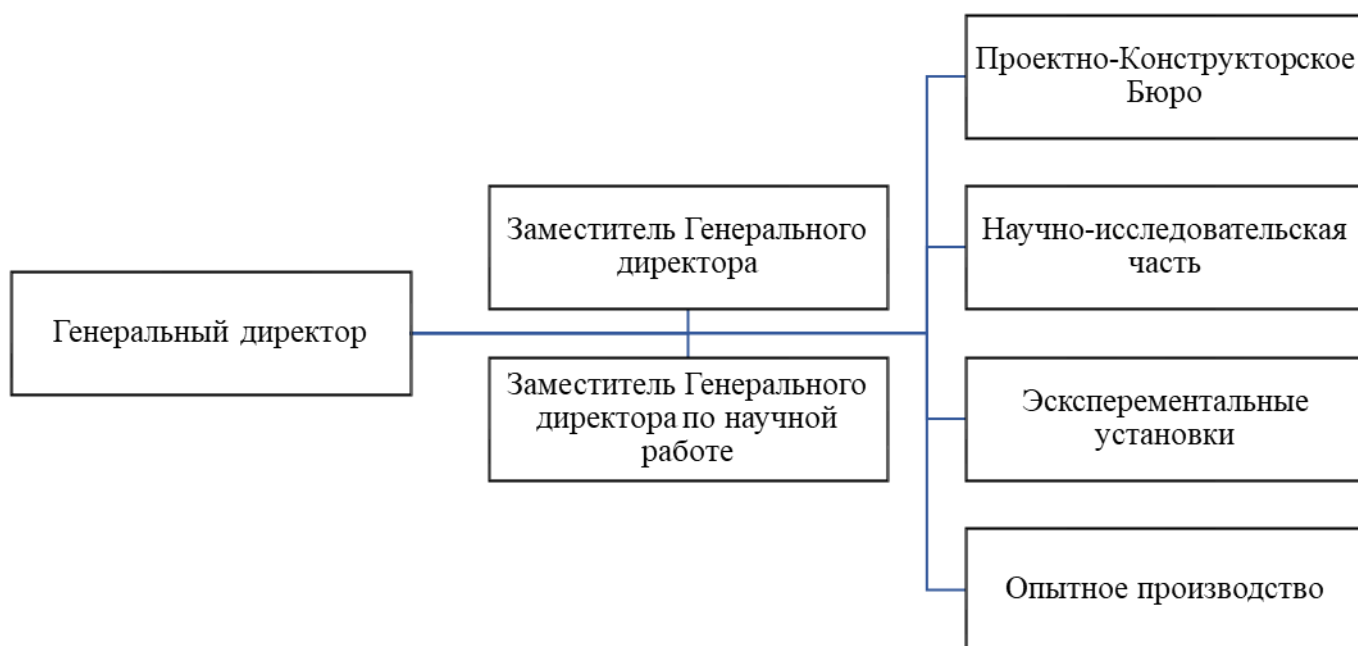 Генеральный директор
Заместитель Генерального
директора
Заместитель Генерального
директора по научной
работе
Проектно-Конструкторское
Бюро
Научно-исследовательская
часть
Эсксперементальные
установки
Опытное производство